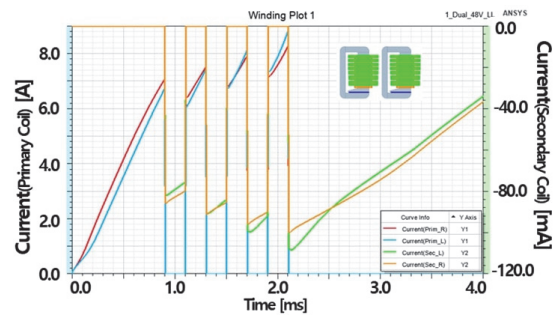 Winding Plot 1
1_Dual_48V_LL
ANSYS
Current(Primary Coil) [A]
8.0
6.0
4.0
2.0
0.0
0.0
-40.0
-80.0
-120.0
Current(Secondary Coil) [mA]
Curve Info
Y Axis
Current(Prim_R) Y1
Current(Prim_L) Y1
Current(Sec_L) Y2
Current(Sec_R) Y2
0.0 1.0 2.0 3.0 4.0
Time [ms]